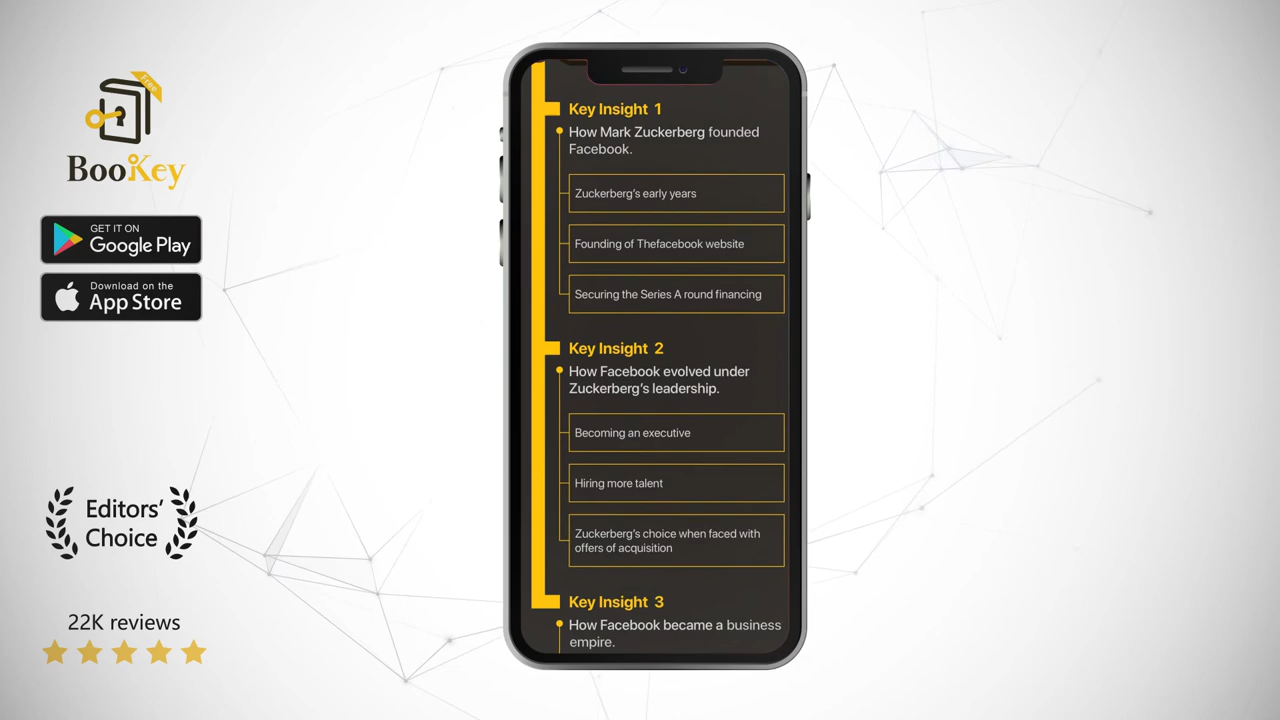 Free
BooKey
GET IT ON
Google Play
Download on the
App Store
Editors'
Choice
22K reviews
Key Insight 1
How Mark Zuckerberg founded
Facebook.
Zuckerberg's early years
Founding of Thefacebook website
Securing the Series A round financing
Key Insight 2
How Facebook evolved under
Zuckerberg's leadership.
Becoming an executive
Hiring more talent
Zuckerberg's choice when faced with
offers of acquisition
Key Insight 3
How Facebook became a business
empire.